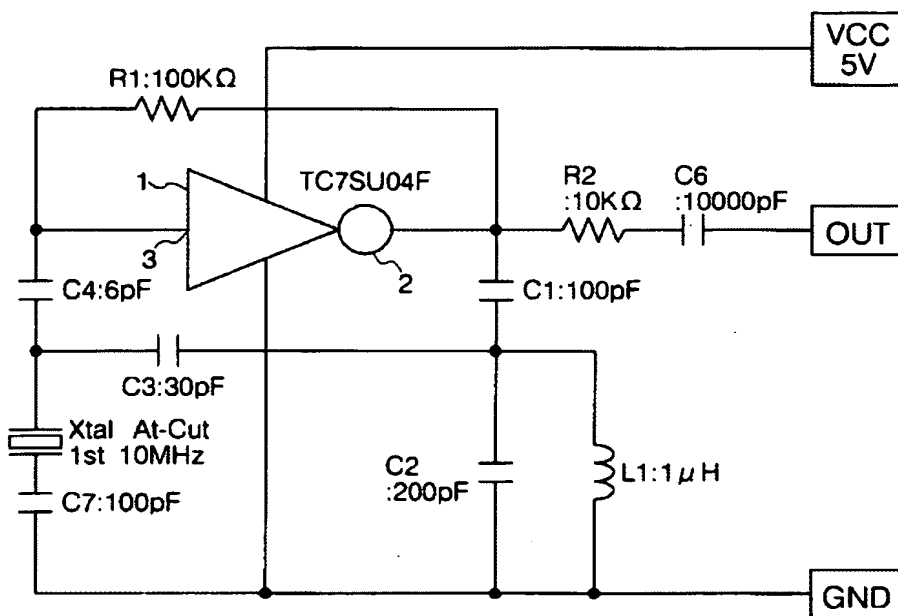 VCC
5V
R1:100KΩ
1
TC7SU04F
R2
:10KΩ
C6
:10000pF
OUT
3
2
C4:6pF
C1:100pF
C3:30pF
Xtal At-Cut
1st 10MHz
C2
:200pF
L1:1μH
C7:100pF
GND